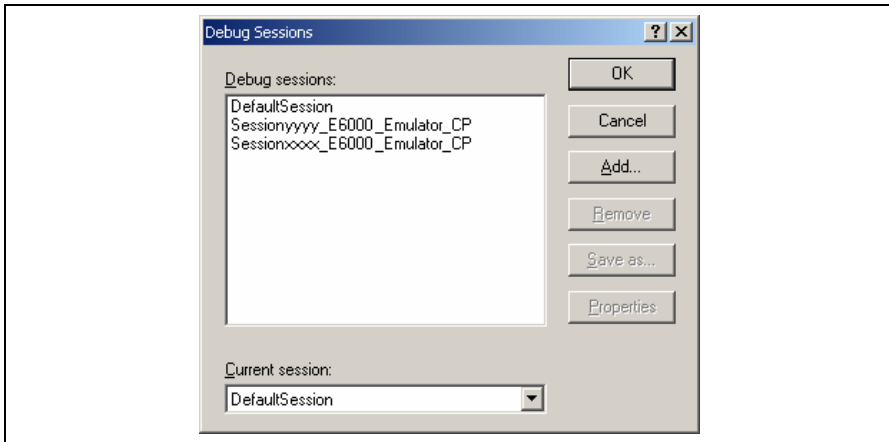 Debug Sessions
Debug sessions:
DefaultSession
Sessionyyyy_E6000_Emulator_CP
Sessionxxxx_E6000_Emulator_CP
OK
Cancel
Add...
Remove
Save as...
Properties
Current session:
DefaultSession